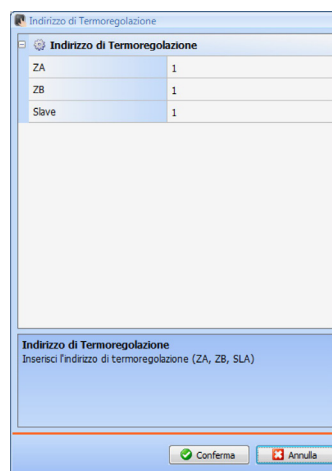 Indirizzo di Termoregolazione
Indirizzo di Termoregolazione
ZA 1
ZB 1
Slave 1
Indirizzo di Termoregolazione
Inserisci l'indirizzo di termoregolazione (ZA, ZB, SLA)
Conferma Annulla